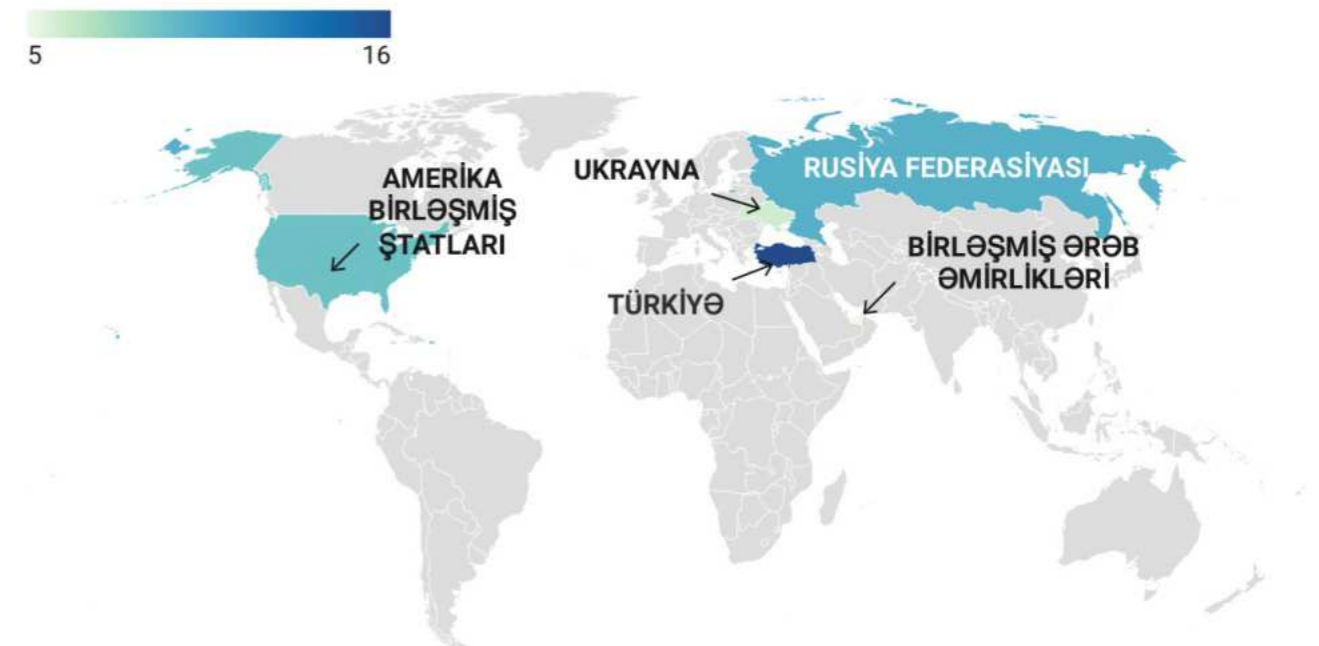 5 16
UKRAYNA
RUSİYA FEDERASİYASI
AMERİKA
BİRLƏŞMİŞ
ŞTATLARI
BİRLƏŞMİŞ ƏRƏB
ƏMİRLİKLƏRİ
TÜRKİYƏ